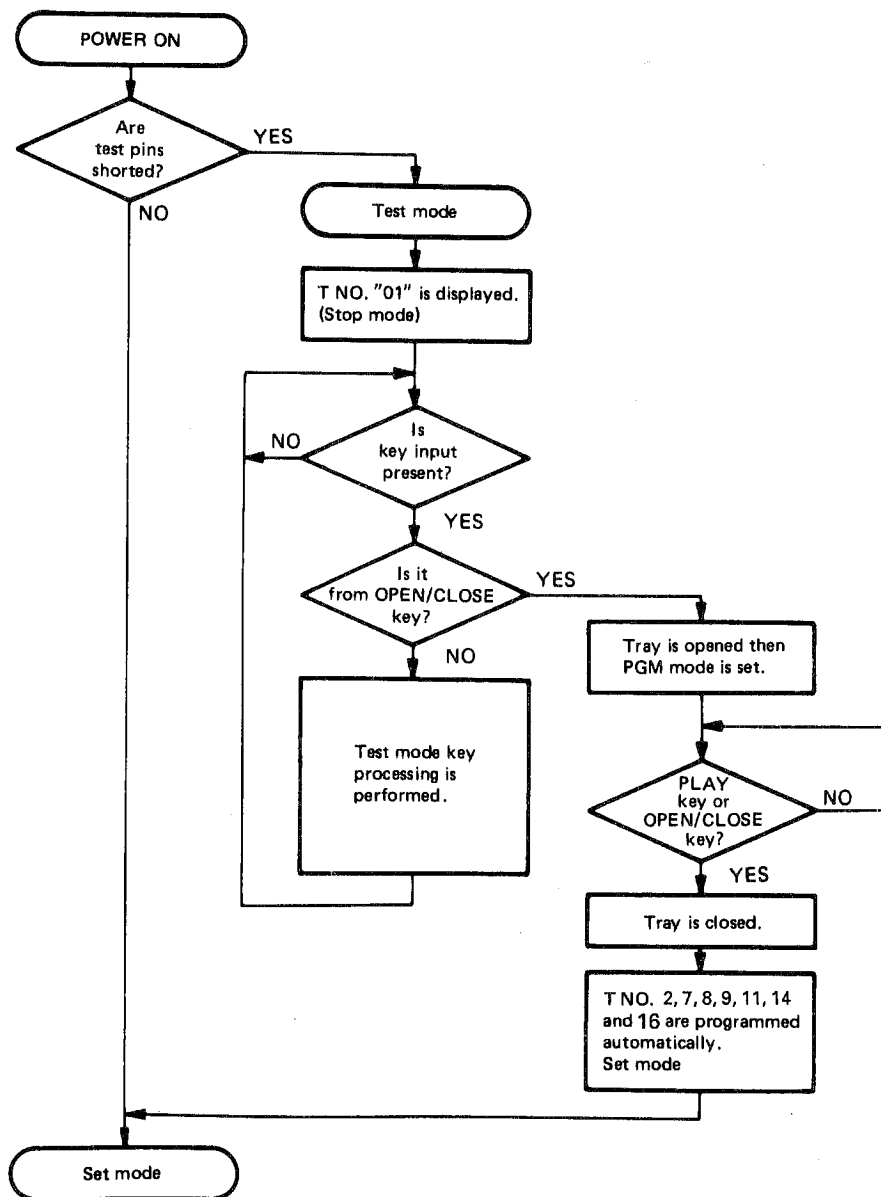 POWER ON
Are
test pins
shorted?
YES
NO
Test mode
T NO. "01" is displayed.
(Stop mode)
Is
key input
present?
NO
YES
Is it
from OPEN/CLOSE
key?
YES
NO
Tray is opened then
PGM mode is set.
Test mode key
processing is
performed.
PLAY
key or
OPEN/CLOSE
key?
NO
YES
Tray is closed.
T NO. 2, 7, 8, 9, 11, 14
and 16 are programmed
automatically.
Set mode
Set mode